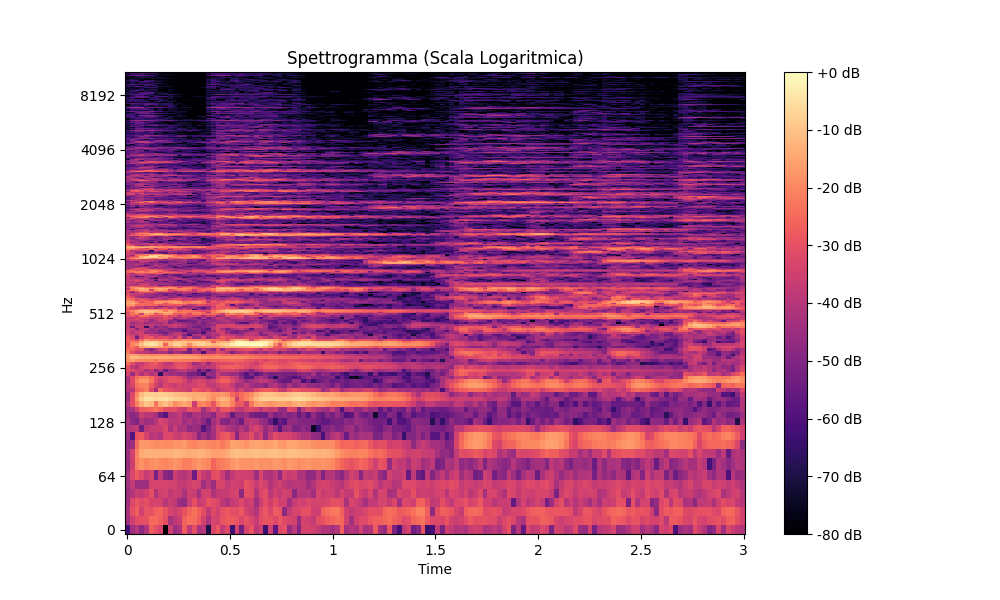 Spettrogramma (Scala Logaritmica)
Hz
8192
4096
2048
1024
512
256
128
64
0
0 0.5 1 1.5 2 2.5 3
Time
+0 dB
-10 dB
-20 dB
-30 dB
-40 dB
-50 dB
-60 dB
-70 dB
-80 dB